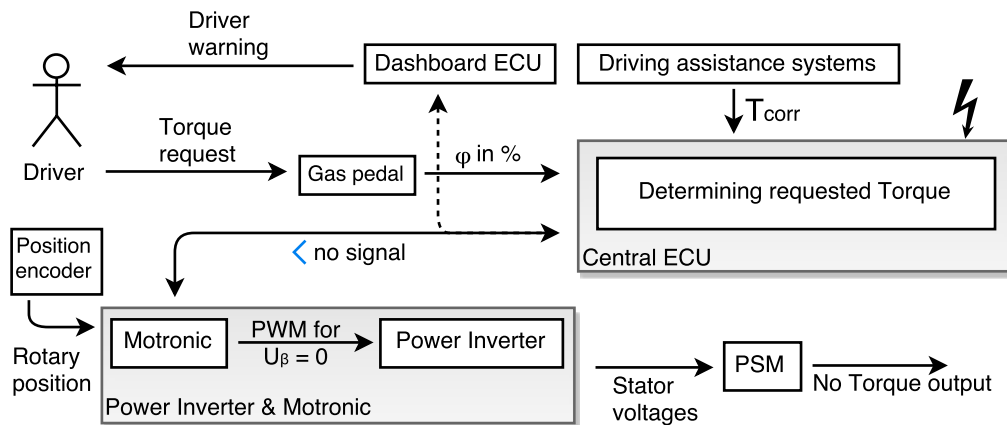 Driver
warning
Dashboard ECU
Driving assistance systems
Tcorr
Torque
request
Driver
Gas pedal
φ in %
Determining requested Torque
Central ECU
Position
encoder
< no signal
Rotary
position
Motronic
PWM for
Uβ = 0
Power Inverter
Power Inverter & Motronic
Stator
voltages
PSM
No Torque output